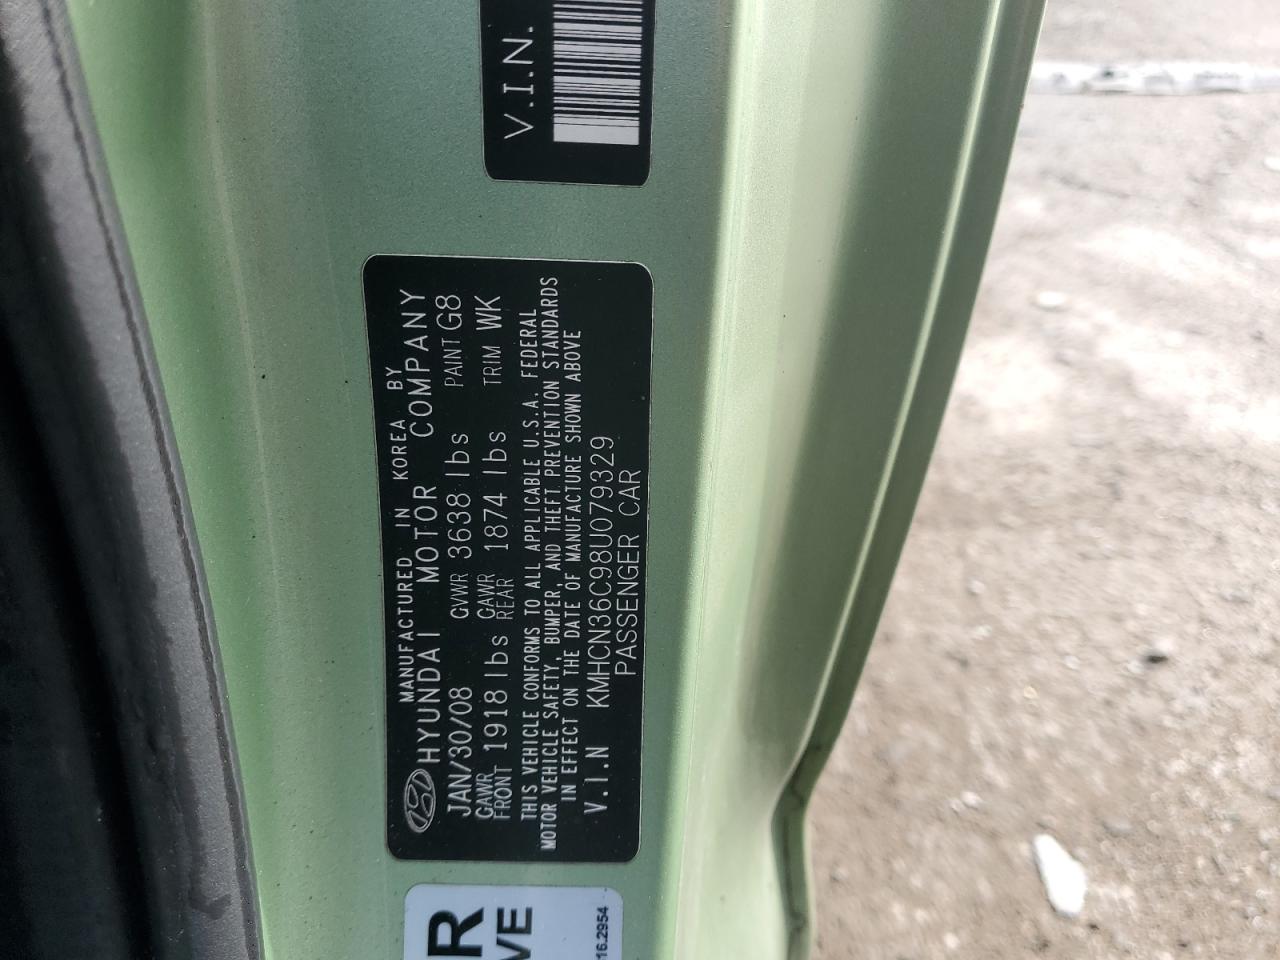 V.I.N.
MANUFACTURED IN KOREA BY
HYUNDAI MOTOR COMPANY
JAN/30/08 GVWR 3638 lbs PAINT G8
GAWR FRONT 1918 lbs GAWR REAR 1874 lbs TRIM WK
THIS VEHICLE CONFORMS TO ALL APPLICABLE U.S.A. FEDERAL
MOTOR VEHICLE SAFETY, BUMPER, AND THEFT PREVENTION STANDARDS
IN EFFECT ON THE DATE OF MANUFACTURE SHOWN ABOVE
V.I.N KMHCN36C98U079329
PASSENGER CAR
R
VE
16.2954